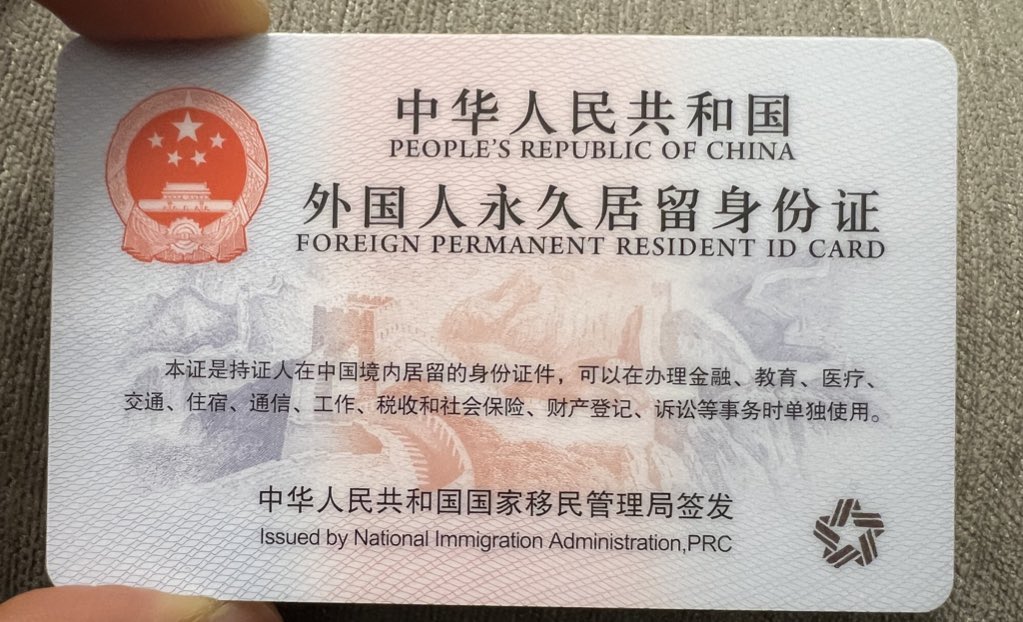 中华人民共和国
PEOPLE'S REPUBLIC OF CHINA
外国人永久居留身份证
FOREIGN PERMANENT RESIDENT ID CARD
本证是持证人在中国境内居留的身份证件，可以在办理金融、教育、医疗、
交通、住宿、通信、工作、税收和社会保险、财产登记、诉讼等事务时单独使用。
中华人民共和国国家移民管理局签发
Issued by National Immigration Administration,PRC